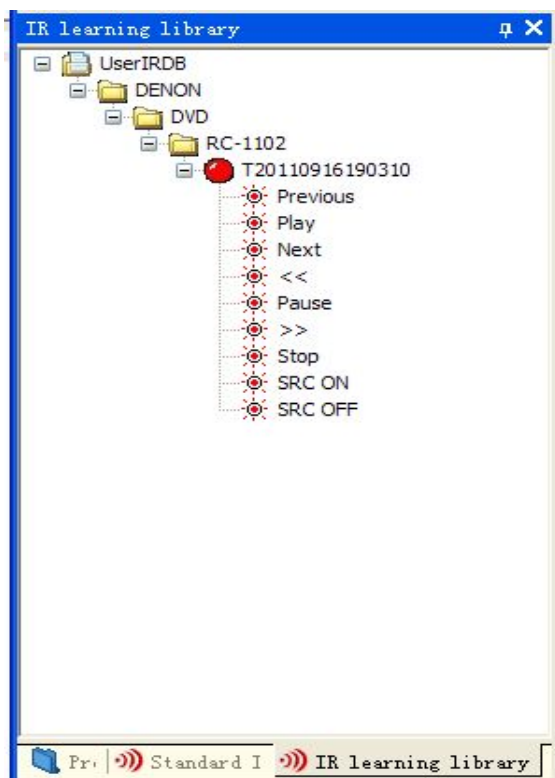 IR learning library
UserIRDB
DENON
DVD
RC-1102
T20110916190310
Previous
Play
Next
<<
Pause
>>
Stop
SRC ON
SRC OFF
Pr
Standard I
IR learning library